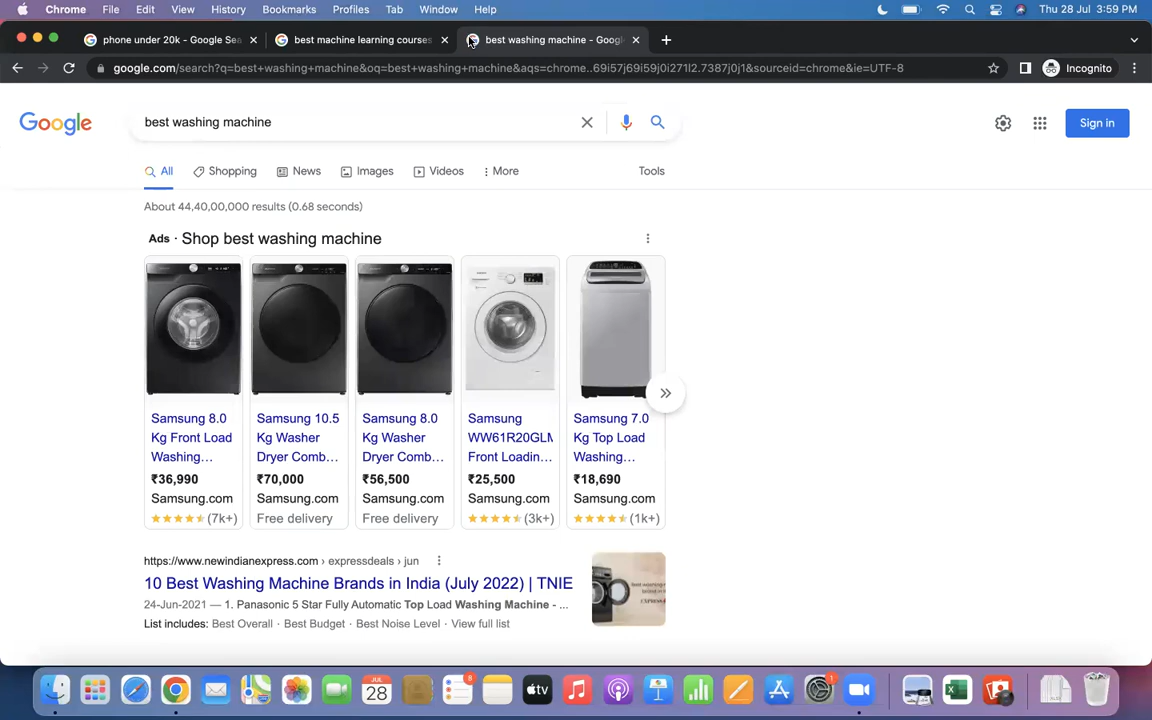 Chrome File Edit View History Bookmarks Profiles Tab Window Help Thu 28 Jul 3:59 PM
phone under 20k - Google Sea best machine learning courses best washing machine - Googl
google.com/search?q=best+washing+machine&oq=best+washing+machine&aqs=chrome..69i57j69i59j0i271l2.7387j0j1&sourceid=chrome&ie=UTF-8 Incognito
Google best washing machine Sign in
All Shopping News Images Videos More Tools
About 44,40,00,000 results (0.68 seconds)
Ads · Shop best washing machine
Samsung 8.0 Kg Front Load Washing...
₹36,990
Samsung.com
(7k+)
Samsung 10.5 Kg Washer Dryer Comb...
₹70,000
Samsung.com
Free delivery
Samsung 8.0 Kg Washer Dryer Comb...
₹56,500
Samsung.com
Free delivery
Samsung WW61R20GLM Front Loadin...
₹25,500
Samsung.com
(3k+)
Samsung 7.0 Kg Top Load Washing...
₹18,690
Samsung.com
(1k+)
https://www.newindianexpress.com › expressdeals › jun
10 Best Washing Machine Brands in India (July 2022) | TNIE
24-Jun-2021 — 1. Panasonic 5 Star Fully Automatic Top Load Washing Machine - ...
List includes: Best Overall · Best Budget · Best Noise Level · View full list
JUL
28
8
tv
1